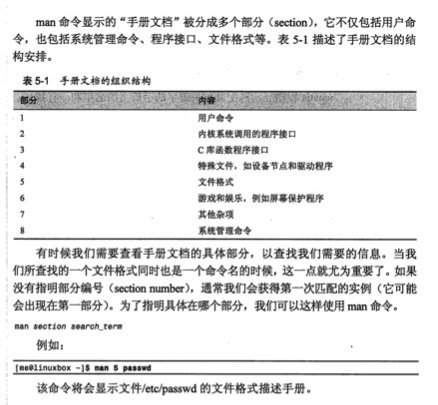 man 命令显示的“手册文档”被分成多个部分（section），它不仅包括用户命
令，也包括系统管理命令、程序接口、文件格式等。表 5-1 描述了手册文档的结
构安排。
表 5-1 手册文档的组织结构
部分 内容
1 用户命令
2 内核系统调用的程序接口
3 C 库函数程序接口
4 特殊文件，如设备节点和驱动程序
5 文件格式
6 游戏和娱乐，例如屏幕保护程序
7 其他杂项
8 系统管理命令
有时候我们需要查看手册文档的具体部分，以查找我们需要的信息。当我
们所查找的一个文件格式同时也是一个命令名的时候，这一点就尤为重要了。如果
没有指明部分编号（section number），通常我们会获得第一次匹配的实例（它可能
会出现在第一部分）。为了指明具体在哪个部分，我们可以这样使用 man 命令。
man section search_term
例如：
[me@linuxbox ~]$ man 5 passwd
该命令将会显示文件/etc/passwd 的文件格式描述手册。